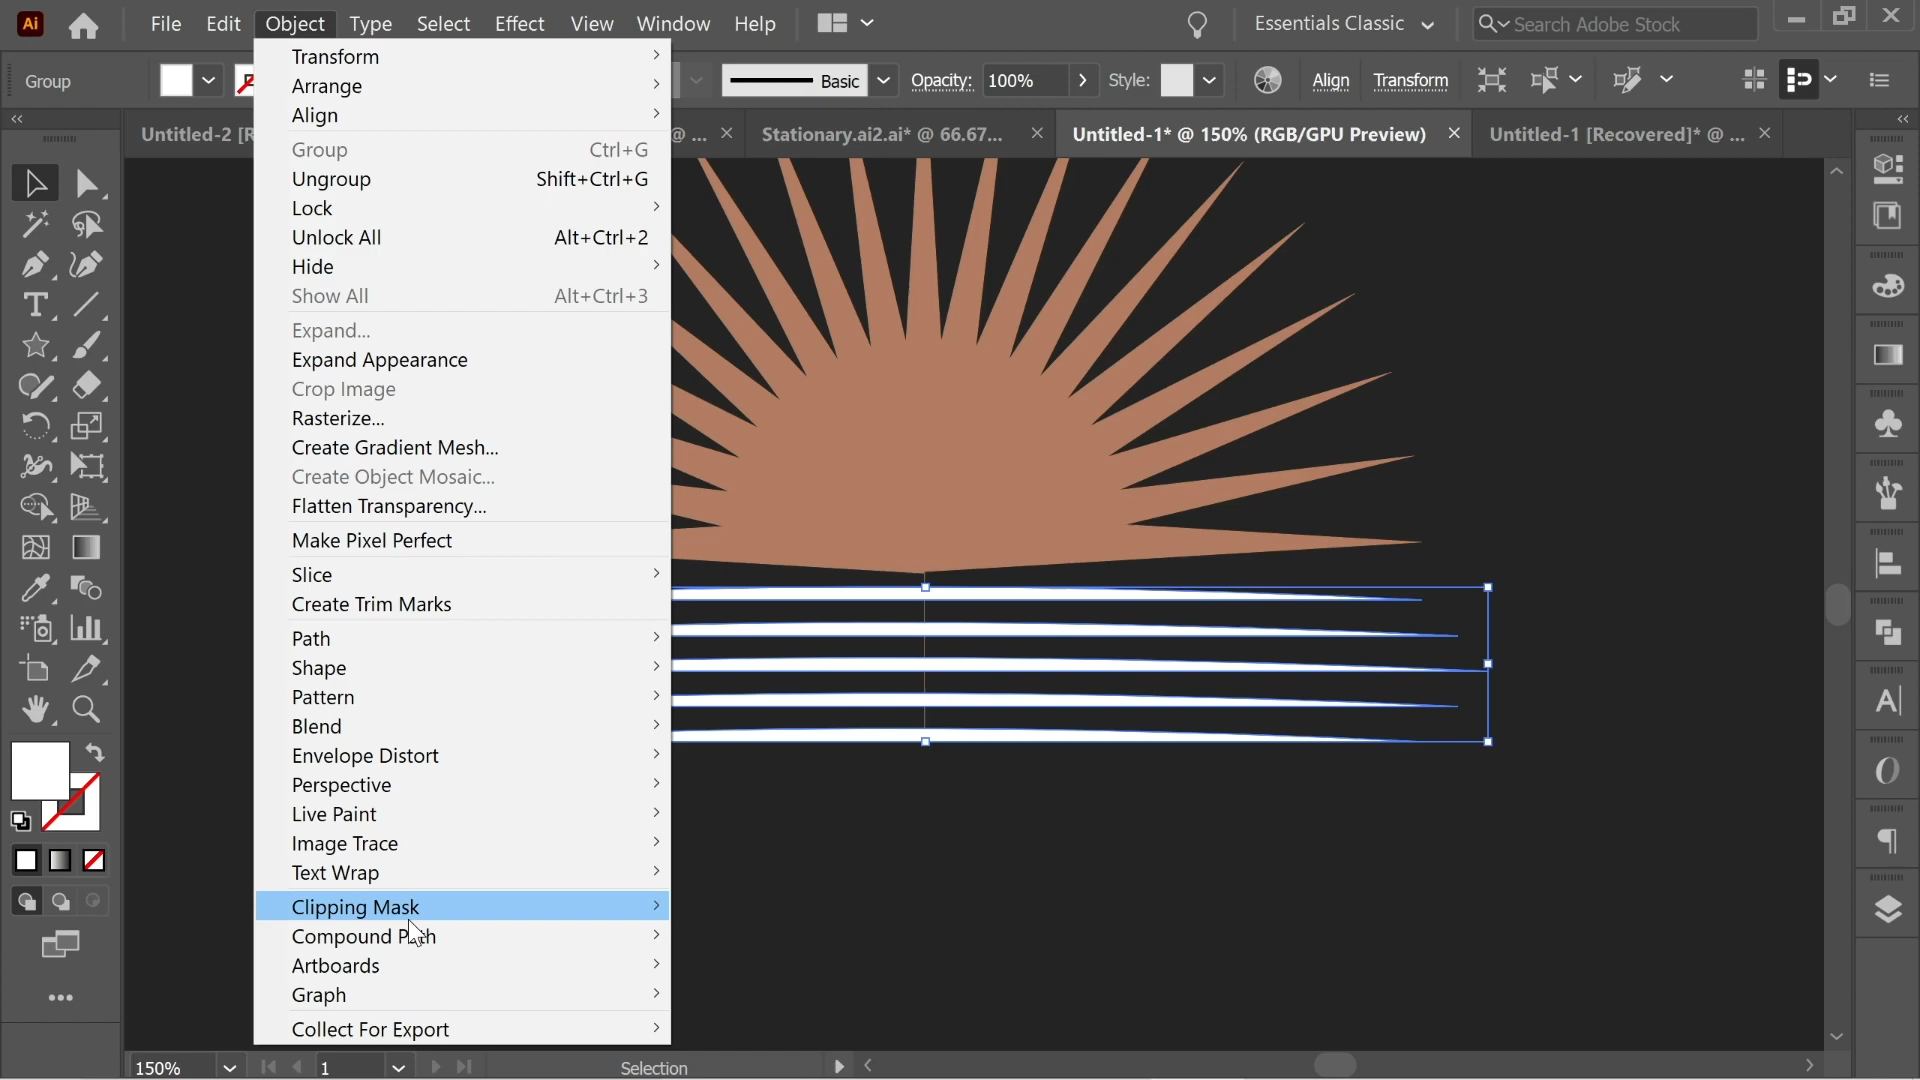 Ai File Edit Object Type Select Effect View Window Help Essentials Classic Search Adobe Stock
Group Basic Opacity: 100% Style: Align Transform
Untitled-2 [R @ ... Stationary.ai2.ai* @ 66.67... Untitled-1* @ 150% (RGB/GPU Preview) Untitled-1 [Recovered]* @ ...
Transform
Arrange
Align
Group Ctrl+G
Ungroup Shift+Ctrl+G
Lock
Unlock All Alt+Ctrl+2
Hide
Show All Alt+Ctrl+3
Expand...
Expand Appearance
Crop Image
Rasterize...
Create Gradient Mesh...
Create Object Mosaic...
Flatten Transparency...
Make Pixel Perfect
Slice
Create Trim Marks
Path
Shape
Pattern
Blend
Envelope Distort
Perspective
Live Paint
Image Trace
Text Wrap
Clipping Mask
Compound Path
Artboards
Graph
Collect For Export
150% 1 Selection